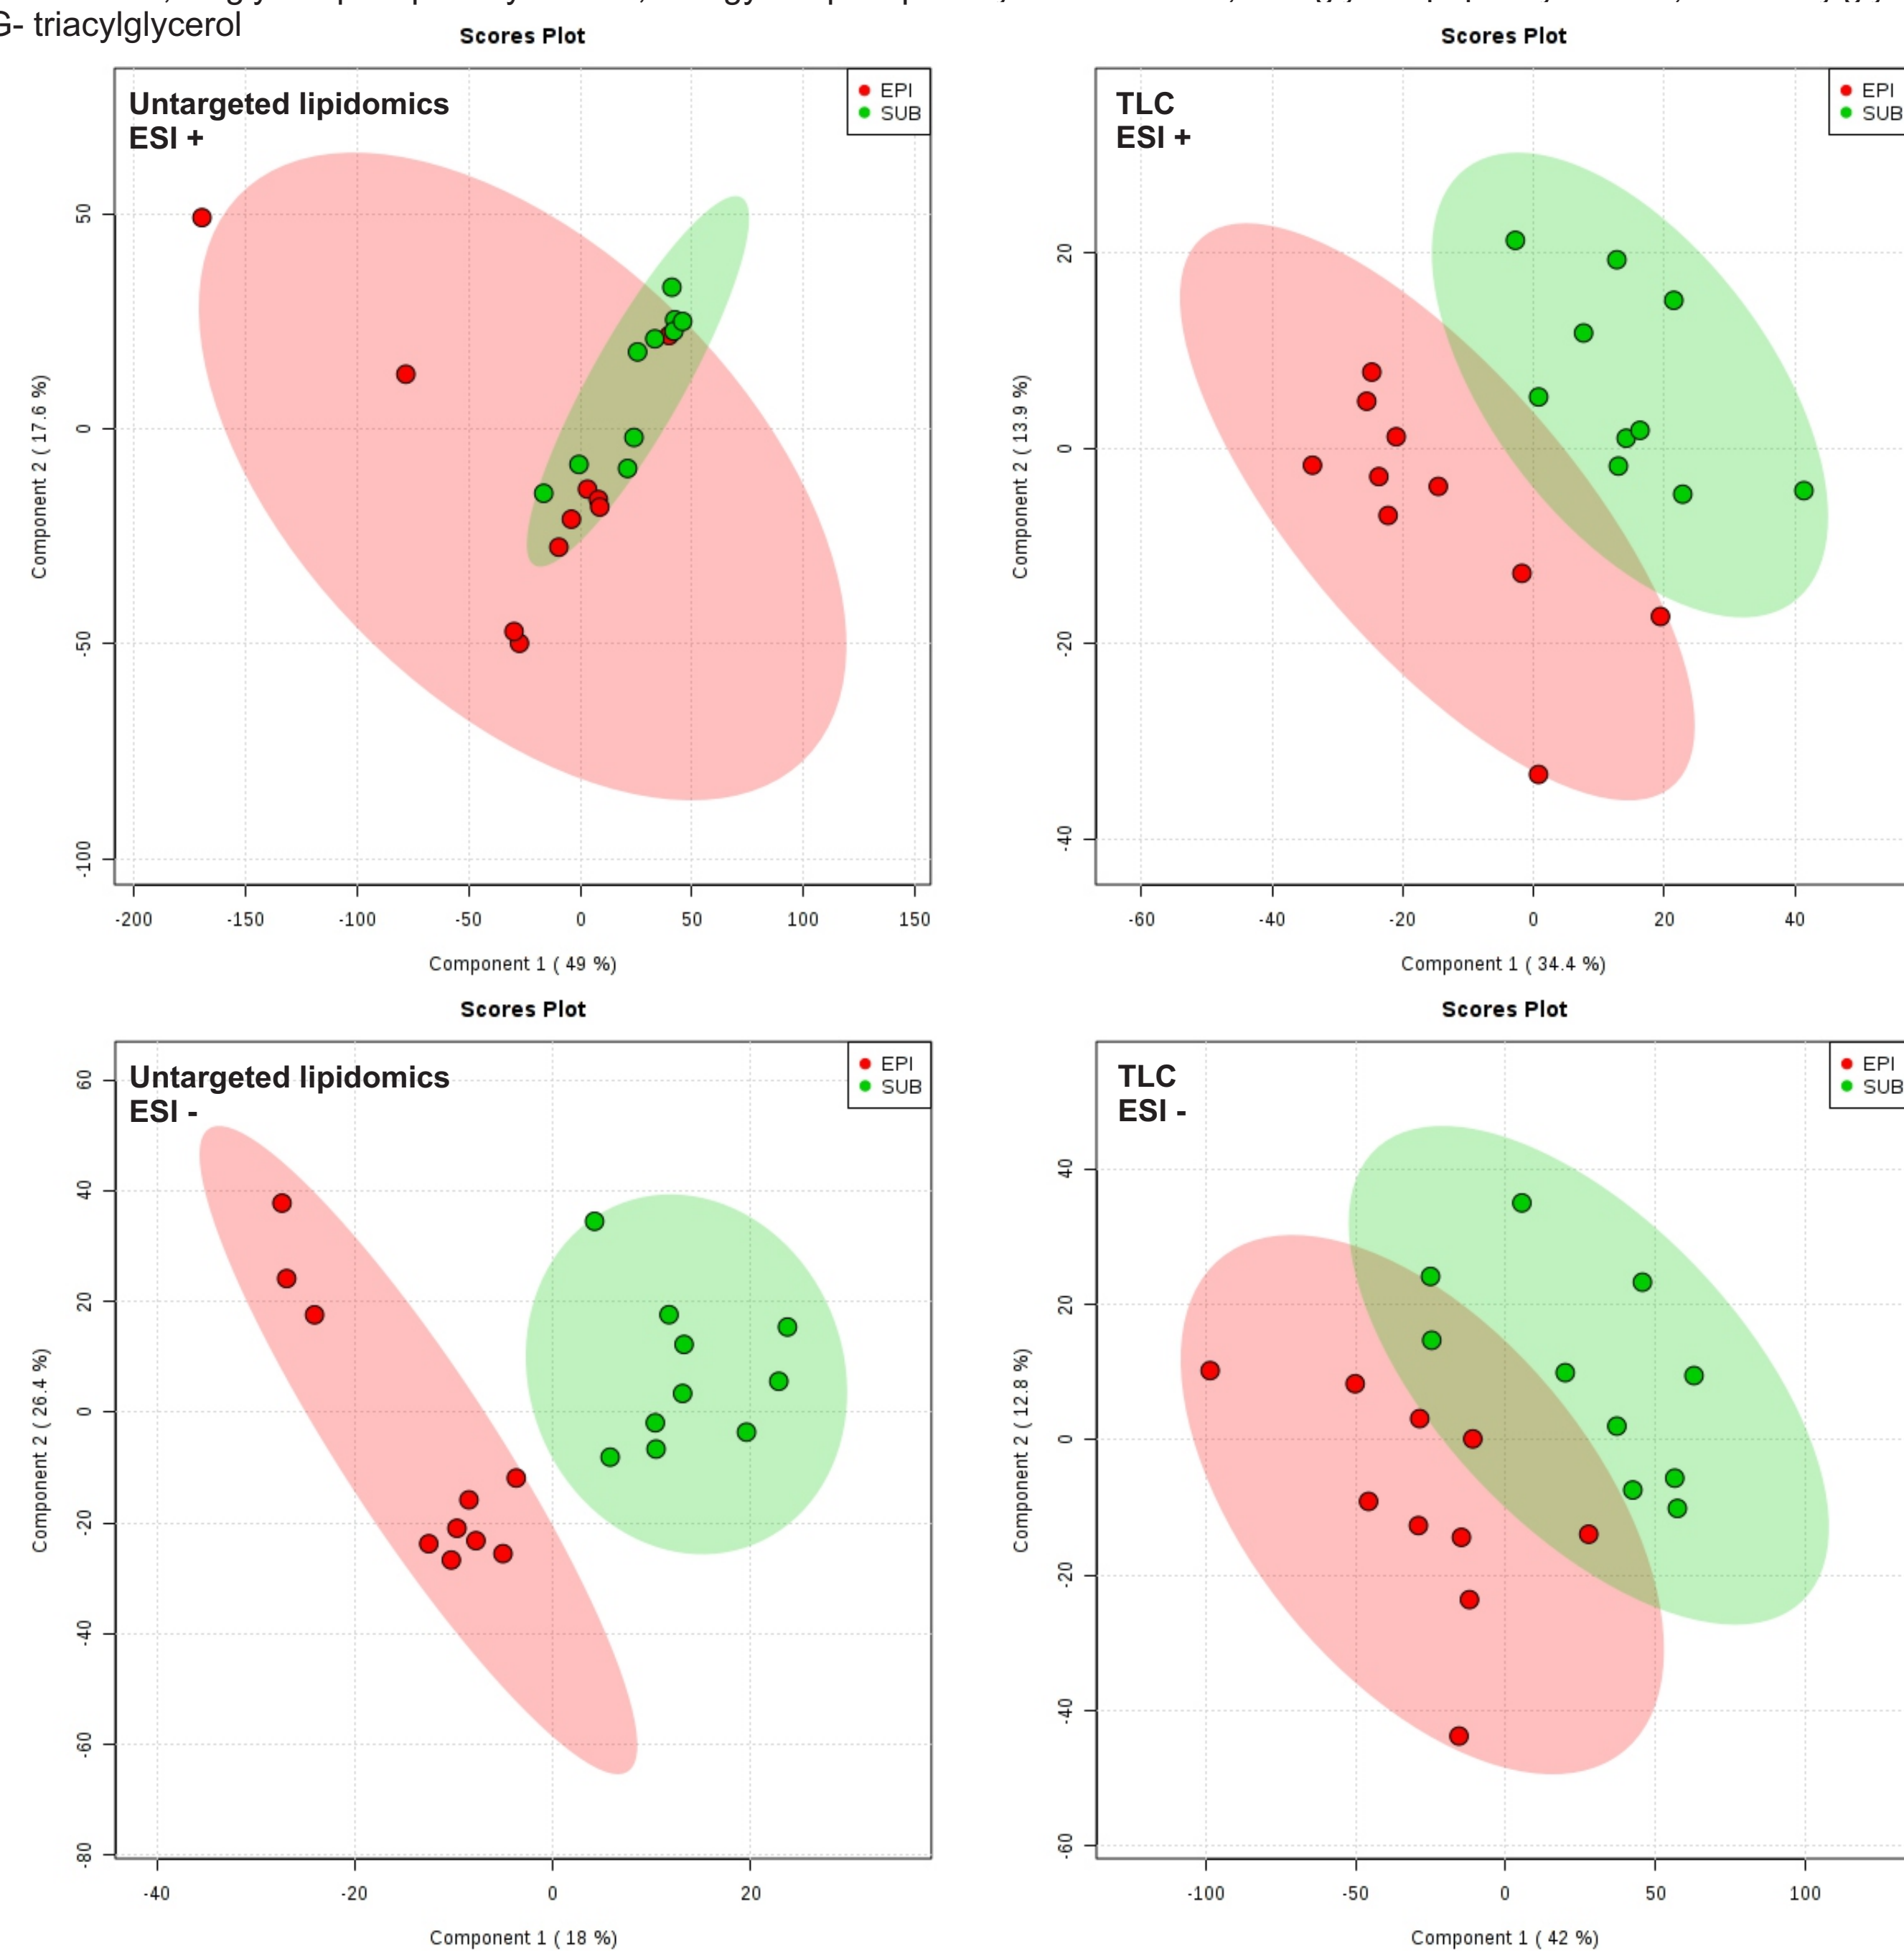 G- triacylglycerol
Scores Plot
Untargeted lipidomics
ESI +
EPI
SUB
50
0
-50
-100
Component 2 ( 17.6 %)
-200 -150 -100 -50 0 50 100 150
Component 1 ( 49 %)
Scores Plot
TLC
ESI +
EPI
SUB
20
0
-20
-40
Component 2 ( 13.9 %)
-60 -40 -20 0 20 40
Component 1 ( 34.4 %)
Scores Plot
Untargeted lipidomics
ESI -
EPI
SUB
60
40
20
0
-20
-40
-60
-80
Component 2 ( 26.4 %)
-40 -20 0 20
Component 1 ( 18 %)
Scores Plot
TLC
ESI -
EPI
SUB
40
20
0
-20
-40
-60
Component 2 ( 12.8 %)
-100 -50 0 50 100
Component 1 ( 42 %)